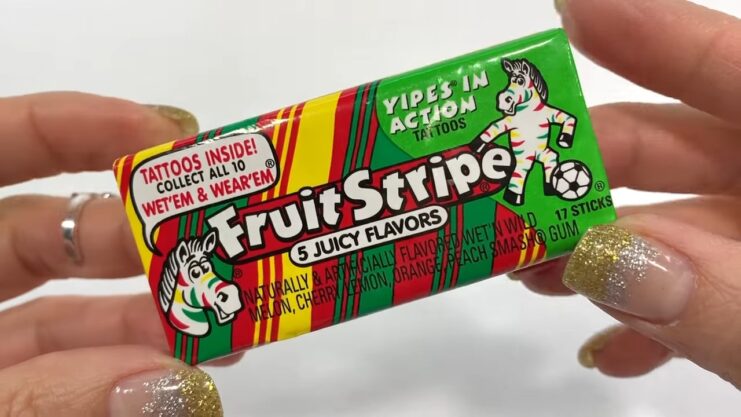 TATTOOS INSIDE!
COLLECT ALL 10
WET'EM & WEAR'EM®
YIPES® IN
ACTION
TATTOOS
FruitStripe®
5 JUICY FLAVORS
17 STICKS
NATURALLY & ARTIFICIALLY FLAVORED WET'N WILD
MELON, CHERRY, LEMON, ORANGE, PEACH SMASH® GUM